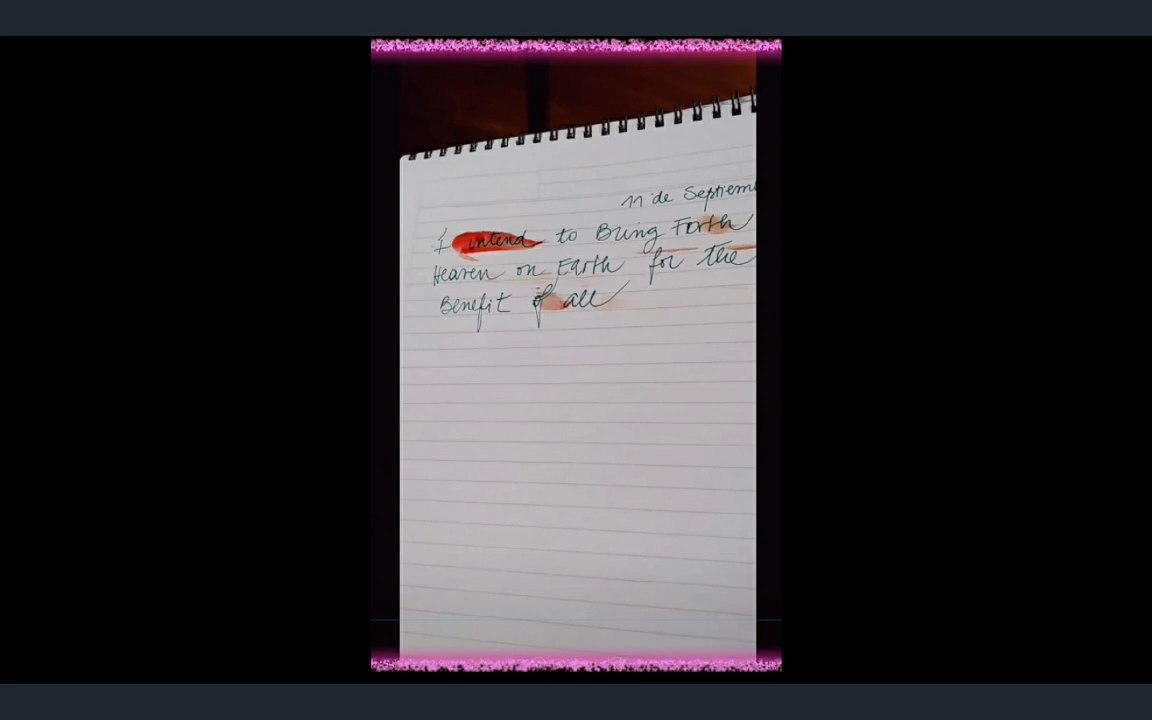 11 de Septiem
I intend to Bring Forth
Heaven on Earth for the
Benefit of all